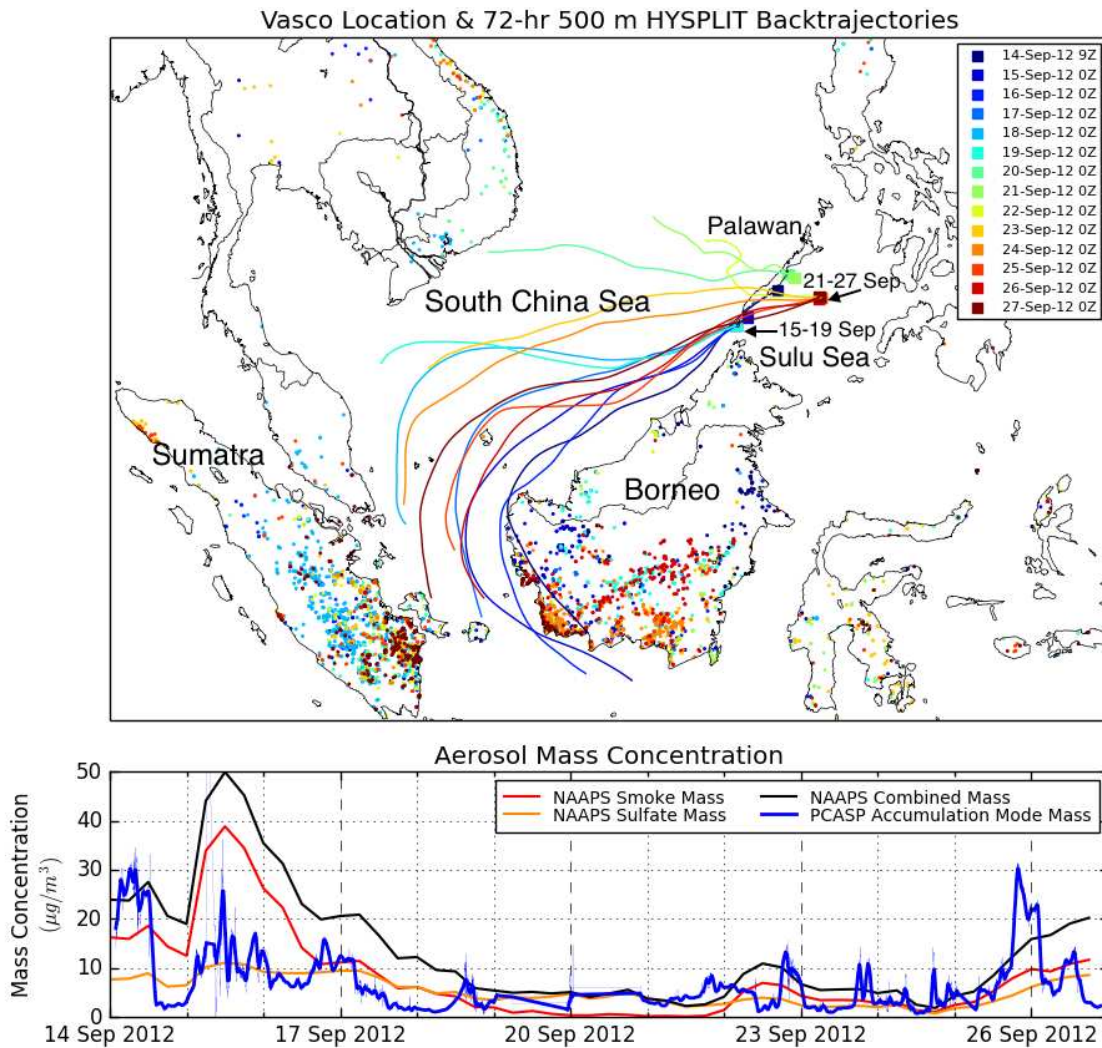 Vasco Location & 72-hr 500 m HYSPLIT Backtrajectories
14-Sep-12 9Z
15-Sep-12 0Z
16-Sep-12 0Z
17-Sep-12 0Z
18-Sep-12 0Z
19-Sep-12 0Z
20-Sep-12 0Z
21-Sep-12 0Z
22-Sep-12 0Z
23-Sep-12 0Z
24-Sep-12 0Z
25-Sep-12 0Z
26-Sep-12 0Z
27-Sep-12 0Z
Palawan
21-27 Sep
South China Sea
15-19 Sep
Sulu Sea
Sumatra
Borneo
Aerosol Mass Concentration
Mass Concentration
(μg/m³)
50
40
30
20
10
0
NAAPS Smoke Mass
NAAPS Sulfate Mass
NAAPS Combined Mass
PCASP Accumulation Mode Mass
14 Sep 2012
17 Sep 2012
20 Sep 2012
23 Sep 2012
26 Sep 2012